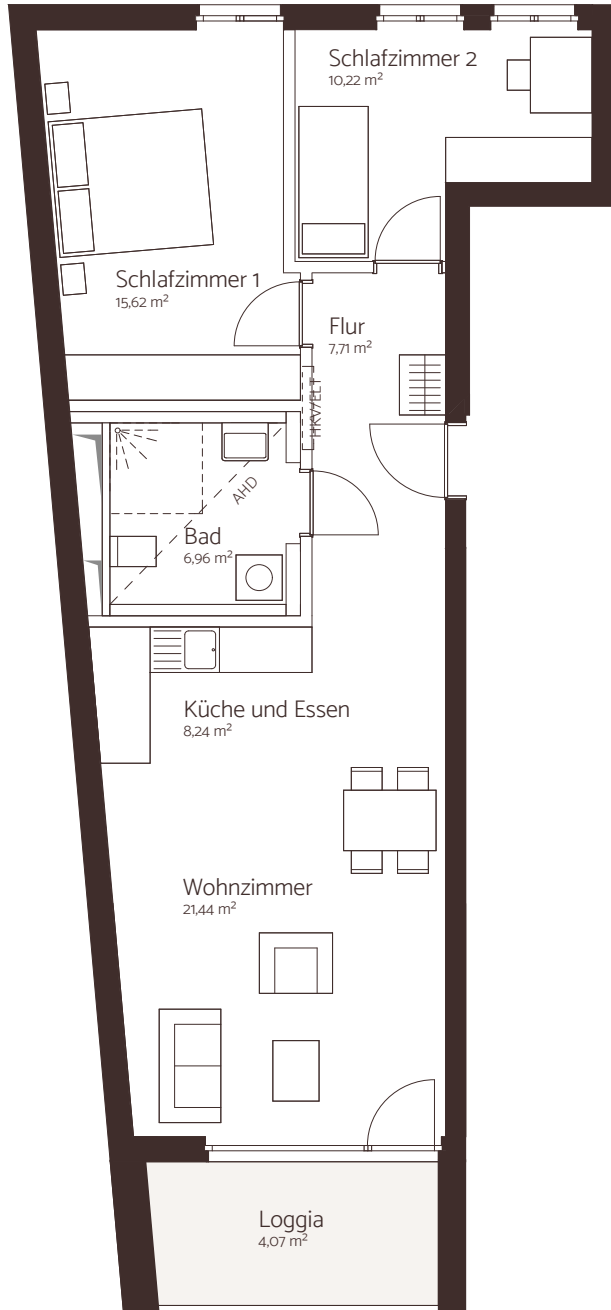 Schlafzimmer 2
10,22 m²
Schlafzimmer 1
15,62 m²
Flur
7,71 m²
HKV/ELT
AHD
Bad
6,96 m²
Küche und Essen
8,24 m²
Wohnzimmer
21,44 m²
Loggia
4,07 m²